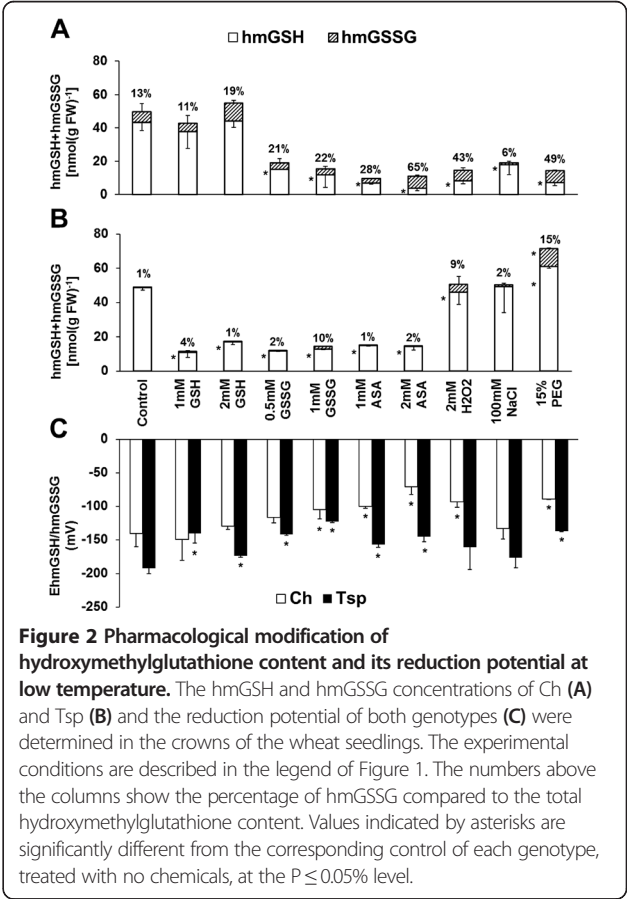 A
hmGSH hmGSSG
hmGSH+hmGSSG
[nmol(g FW)-1]
80
60
40
20
0
13%
11%
19%
21%
22%
28%
65%
43%
6%
49%
* * * * * * *
B
hmGSH+hmGSSG
[nmol(g FW)-1]
80
60
40
20
0
1%
4%
1%
2%
10%
1%
2%
9%
2%
15%
* * * * * * * * *
Control
1mM GSH
2mM GSH
0.5mM GSSG
1mM GSSG
1mM ASA
2mM ASA
2mM H2O2
100mM NaCl
15% PEG
C
EhmGSH/hmGSSG
(mV)
0
-50
-100
-150
-200
-250
* * * * * * * * * * * *
Ch Tsp
Figure 2 Pharmacological modification of
hydroxymethylglutathione content and its reduction potential at
low temperature. The hmGSH and hmGSSG concentrations of Ch (A)
and Tsp (B) and the reduction potential of both genotypes (C) were
determined in the crowns of the wheat seedlings. The experimental
conditions are described in the legend of Figure 1. The numbers above
the columns show the percentage of hmGSSG compared to the total
hydroxymethylglutathione content. Values indicated by asterisks are
significantly different from the corresponding control of each genotype,
treated with no chemicals, at the P ≤ 0.05% level.